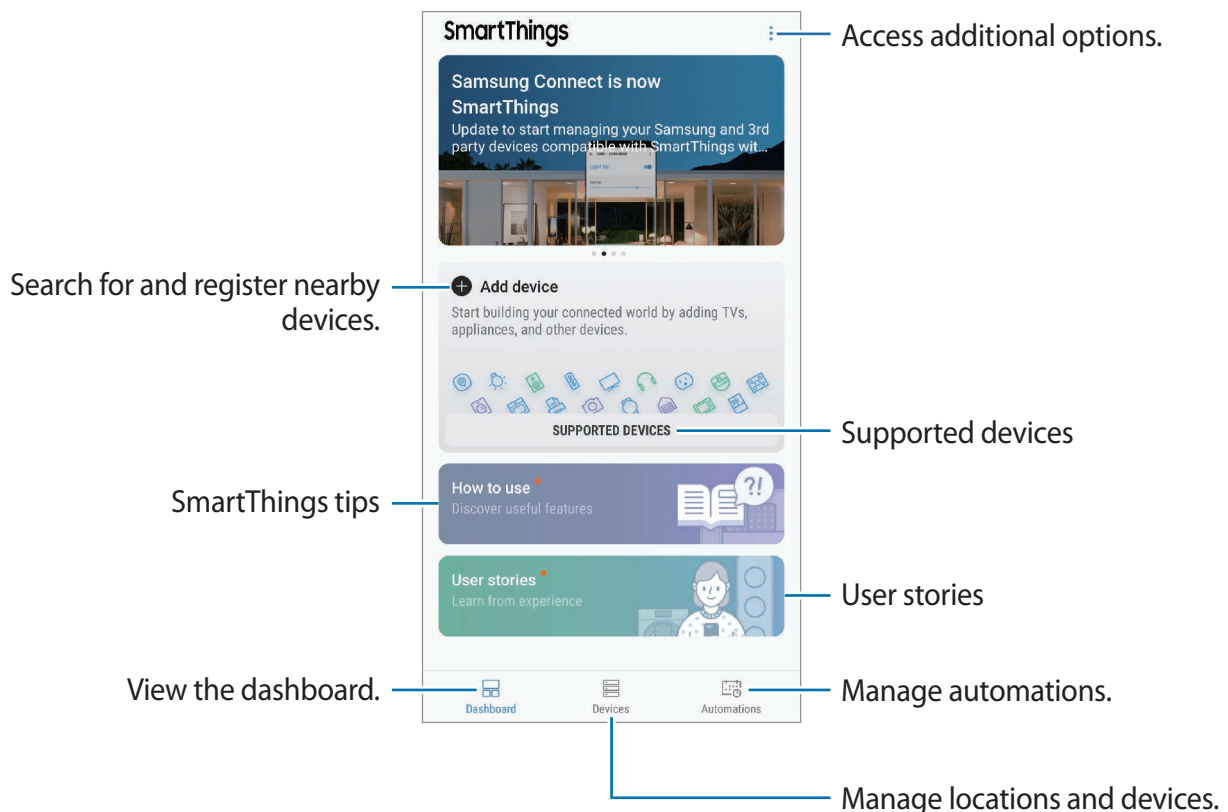 SmartThings
Access additional options.
Samsung Connect is now
SmartThings
Update to start managing your Samsung and 3rd
party devices compatible with SmartThings wit...
LIGHT ON
Search for and register nearby
devices.
Add device
Start building your connected world by adding TVs,
appliances, and other devices.
SUPPORTED DEVICES
Supported devices
SmartThings tips
How to use
Discover useful features
?!
User stories
Learn from experience
User stories
View the dashboard.
Dashboard
Devices
Automations
Manage automations.
Manage locations and devices.